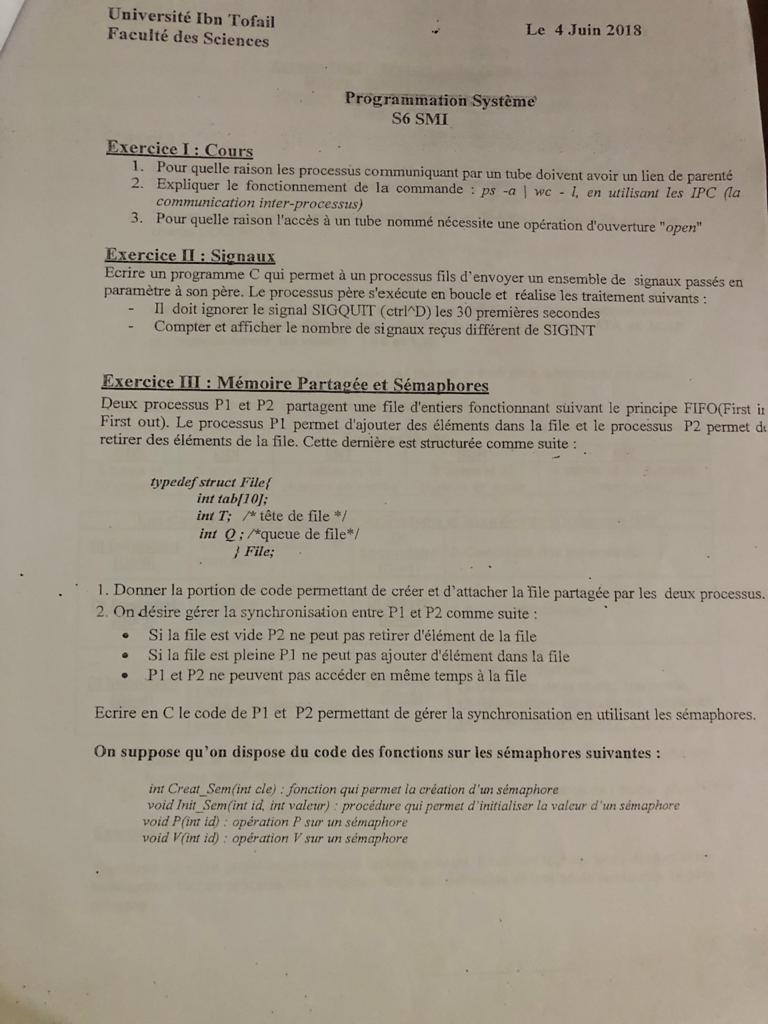 Université Ibn Tofail
Le 4 Juin 2018
Faculté des Sciences
Programmation Système
S6 SMI
Exercice I : Cours
1. Pour quelle raison les processus communiquant par un tube doivent avoir un lien de parenté
2. Expliquer le fonctionnement de la commande : ps -a | wc - l, en utilisant les IPC (la
communication inter-processus)
3. Pour quelle raison l'accès à un tube nommé nécessite une opération d'ouverture "open"
Exercice II : Signaux
Ecrire un programme C qui permet à un processus fils d'envoyer un ensemble de signaux passés en
paramètre à son père. Le processus père s'exécute en boucle et réalise les traitement suivants :
- Il doit ignorer le signal SIGQUIT (ctrl^D) les 30 premières secondes
- Compter et afficher le nombre de signaux reçus différent de SIGINT
Exercice III : Mémoire Partagée et Sémaphores
Deux processus P1 et P2 partagent une file d'entiers fonctionnant suivant le principe FIFO(First in
First out). Le processus P1 permet d'ajouter des éléments dans la file et le processus P2 permet de
retirer des éléments de la file. Cette dernière est structurée comme suite :
typedef struct File{
int tab[10];
int T; /* tête de file */
int Q ; /*queue de file*/
} File;
1. Donner la portion de code permettant de créer et d'attacher la file partagée par les deux processus.
2. On désire gérer la synchronisation entre P1 et P2 comme suite :
• Si la file est vide P2 ne peut pas retirer d'élément de la file
• Si la file est pleine P1 ne peut pas ajouter d'élément dans la file
• P1 et P2 ne peuvent pas accéder en même temps à la file
Ecrire en C le code de P1 et P2 permettant de gérer la synchronisation en utilisant les sémaphores.
On suppose qu'on dispose du code des fonctions sur les sémaphores suivantes :
int Creat_Sem(int cle) : fonction qui permet la création d'un sémaphore
void Init_Sem(int id, int valeur) : procédure qui permet d'initialiser la valeur d'un sémaphore
void P(int id) : opération P sur un sémaphore
void V(int id) : opération V sur un sémaphore